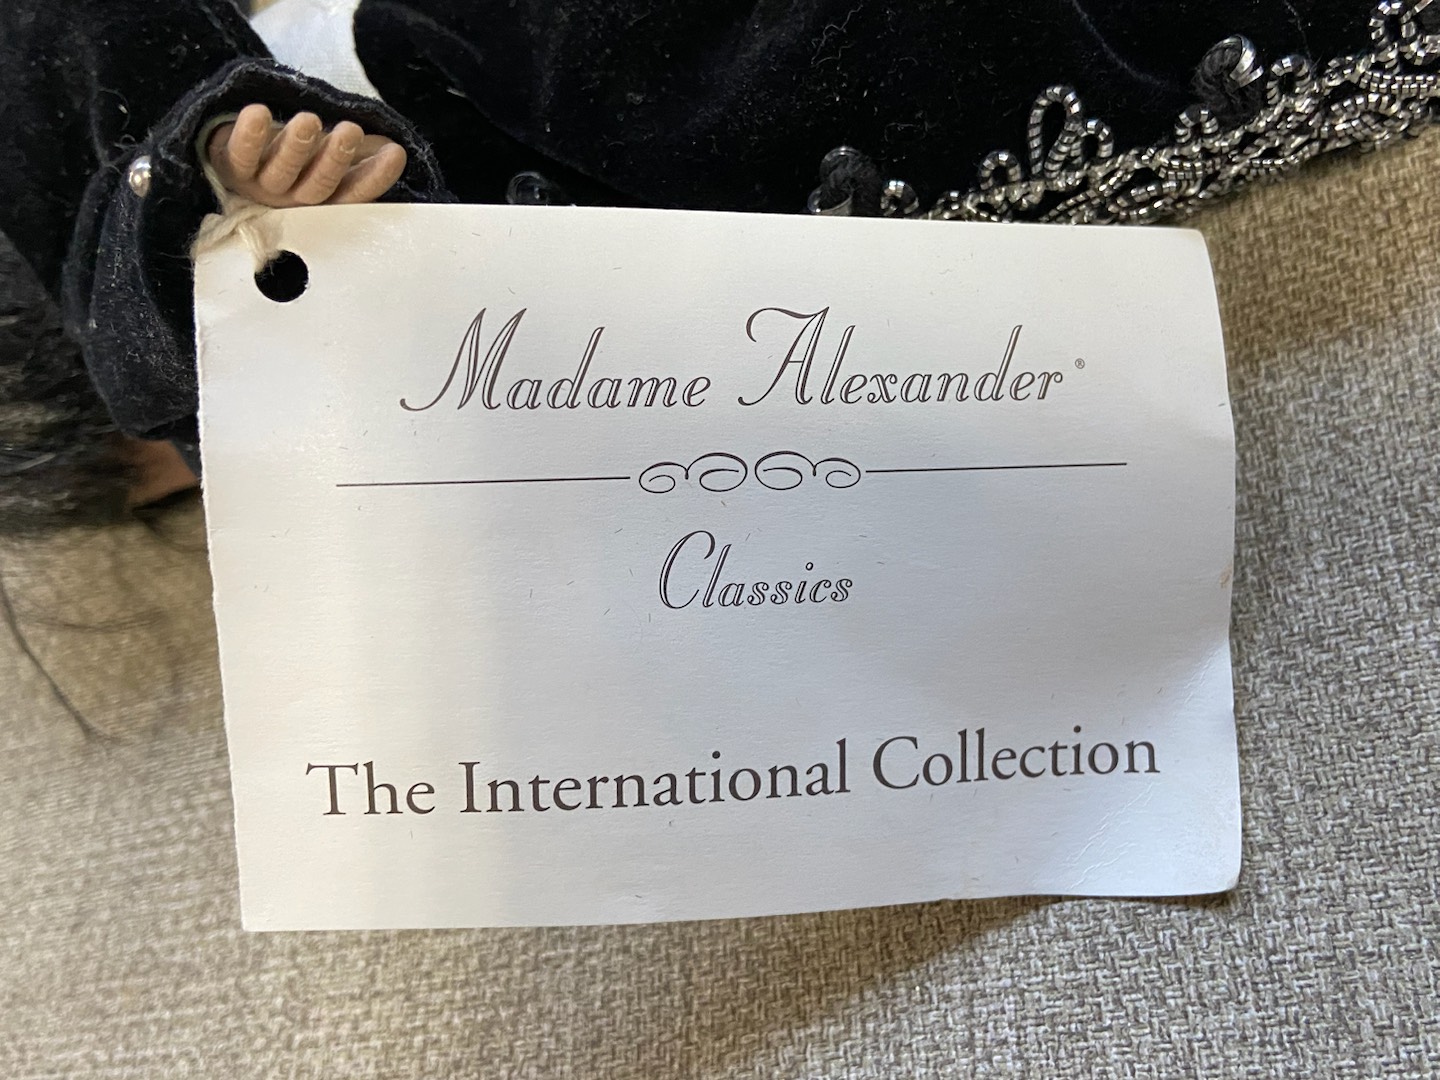 Madame Alexander®
Classics
The International Collection